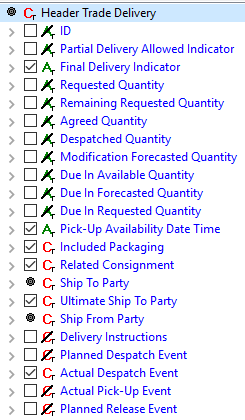 Header Trade Delivery
ID
Partial Delivery Allowed Indicator
Final Delivery Indicator
Requested Quantity
Remaining Requested Quantity
Agreed Quantity
Despatched Quantity
Modification Forecasted Quantity
Due In Available Quantity
Due In Forecasted Quantity
Due In Requested Quantity
Pick-Up Availability Date Time
Included Packaging
Related Consignment
Ship To Party
Ultimate Ship To Party
Ship From Party
Delivery Instructions
Planned Despatch Event
Actual Despatch Event
Actual Pick-Up Event
Planned Release Event